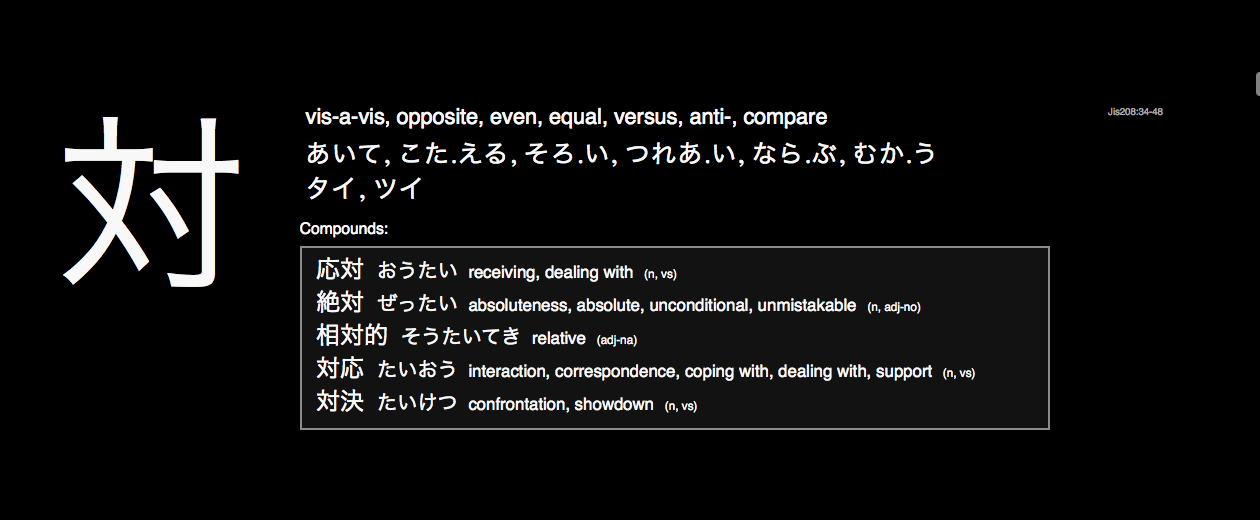 対
vis-a-vis, opposite, even, equal, versus, anti-, compare
Jis208:34-48
あいて, こた.える, そろ.い, つれあ.い, なら.ぶ, むか.う
タイ, ツイ
Compounds:
応対 おうたい receiving, dealing with (n, vs)
絶対 ぜったい absoluteness, absolute, unconditional, unmistakable (n, adj-no)
相対的 そうたいてき relative (adj-na)
対応 たいおう interaction, correspondence, coping with, dealing with, support (n, vs)
対決 たいけつ confrontation, showdown (n, vs)